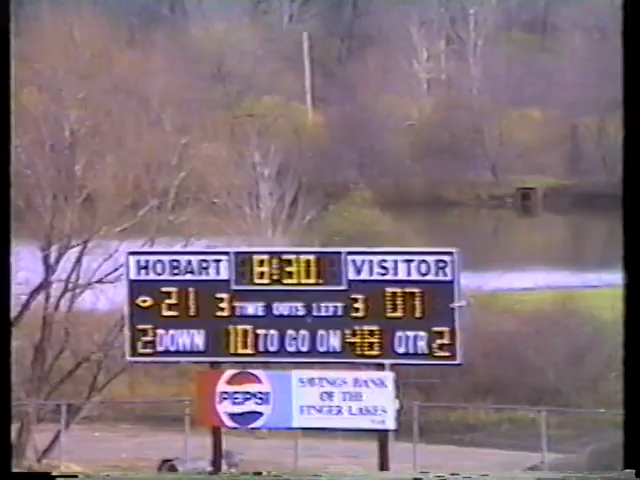 HOBART 8:30 VISITOR
21 3 TIME OUTS LEFT 3 07
2 DOWN 10 TO GO ON 48 QTR 2
PEPSI
SAVINGS BANK
OF THE
FINGER LAKES